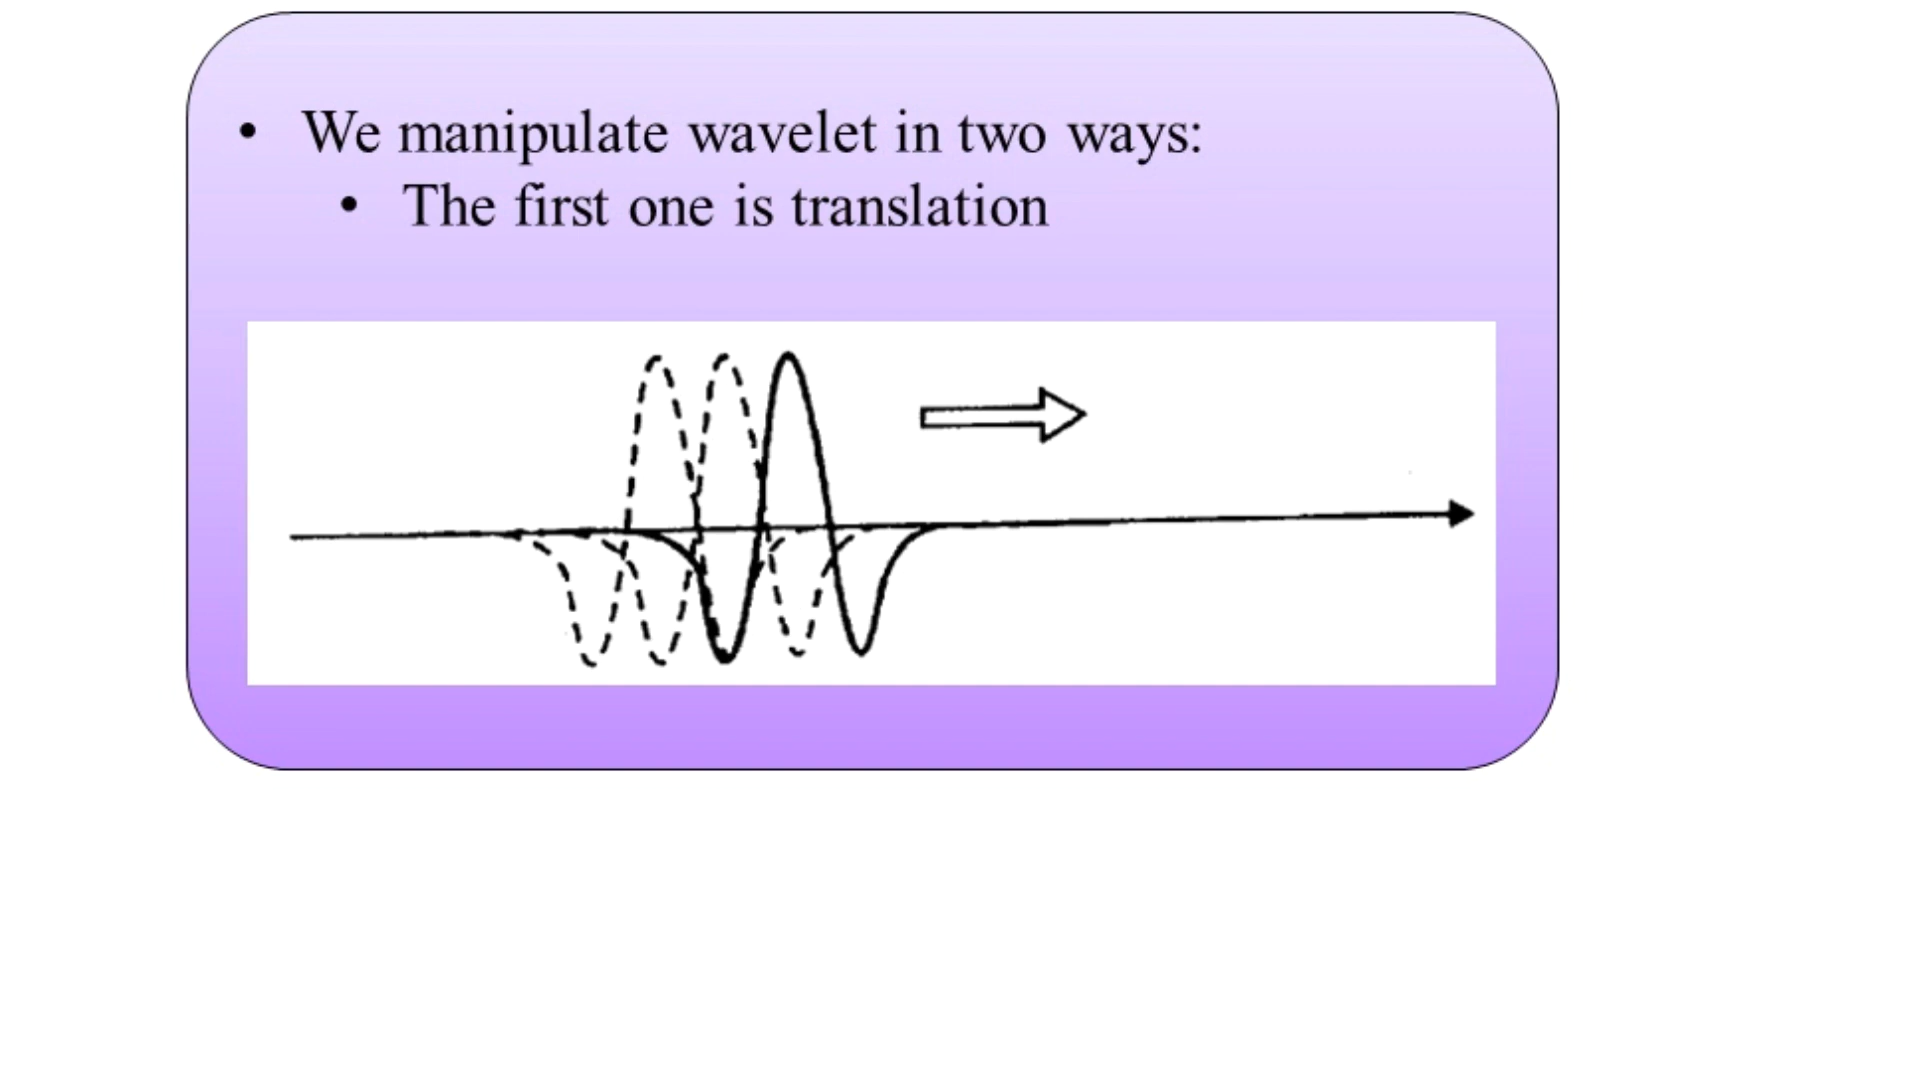 • We manipulate wavelet in two ways:
• The first one is translation